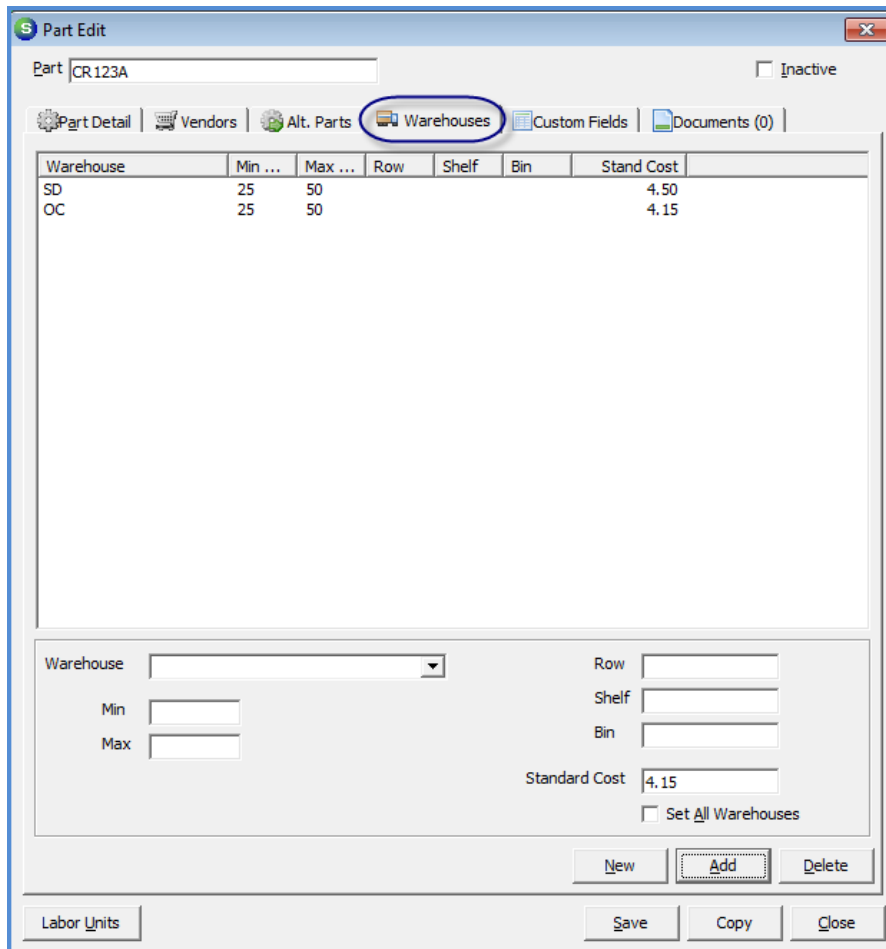 S Part Edit
Part CR123A Inactive
Part Detail Vendors Alt. Parts Warehouses Custom Fields Documents (0)
Warehouse Min ... Max ... Row Shelf Bin Stand Cost
SD 25 50 4.50
OC 25 50 4.15
Warehouse Row
Min Shelf
Max Bin
Standard Cost 4.15
Set All Warehouses
New Add Delete
Labor Units Save Copy Close